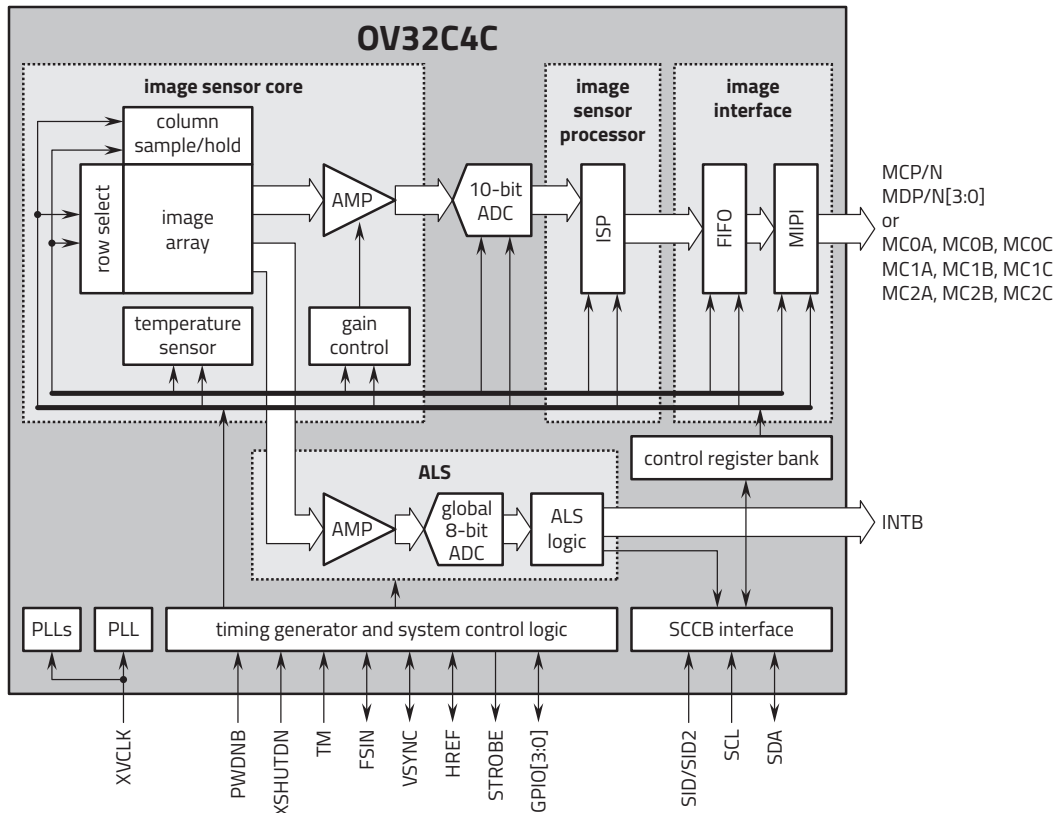 OV32C4C
image sensor core
image
sensor
processor
image
interface
column
sample/hold
row select
image
array
AMP
10-bit
ADC
ISP
FIFO
MIPI
MCP/N
MDP/N[3:0]
or
MC0A, MC0B, MC0C
MC1A, MC1B, MC1C
MC2A, MC2B, MC2C
temperature
sensor
gain
control
control register bank
ALS
AMP
global
8-bit
ADC
ALS
logic
INTB
PLLs
PLL
timing generator and system control logic
SCCB interface
XVCLK
PWDNB
XSHUTDN
TM
FSIN
VSYNC
HREF
STROBE
GPIO[3:0]
SID/SID2
SCL
SDA